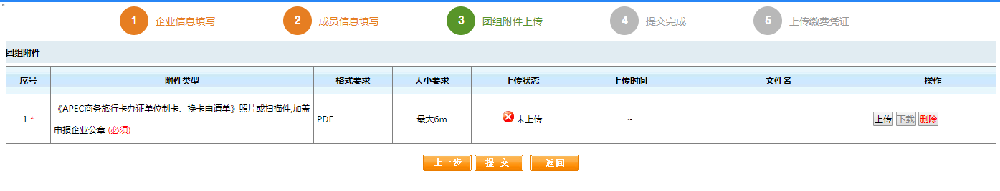 1 企业信息填写 2 成员信息填写 3 团组附件上传 4 提交完成 5 上传缴费凭证
团组附件
序号 附件类型 格式要求 大小要求 上传状态 上传时间 文件名 操作
1 * 《APEC商务旅行卡办证单位制卡、换卡申请单》照片或扫描件,加盖
申报企业公章 (必须) PDF 最大6m 未上传 ~ 上传 下载 删除
上一步 提 交 返回